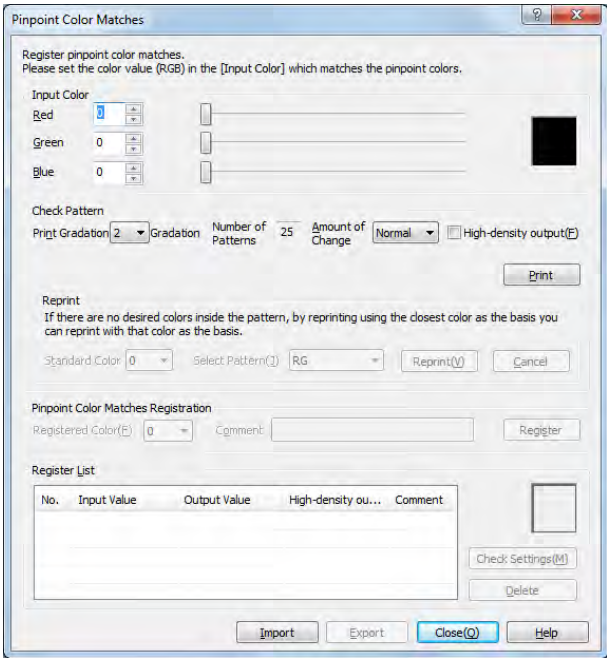 Pinpoint Color Matches
Register pinpoint color matches.
Please set the color value (RGB) in the [Input Color] which matches the pinpoint colors.
Input Color
Red 0
Green 0
Blue 0
Check Pattern
Print Gradation 2 Gradation Number of Patterns 25 Amount of Change Normal High-density output(F)
Print
Reprint
If there are no desired colors inside the pattern, by reprinting using the closest color as the basis you
can reprint with that color as the basis.
Standard Color 0 Select Pattern(J) RG Reprint(V) Cancel
Pinpoint Color Matches Registration
Registered Color(E) 0 Comment Register
Register List
No. Input Value Output Value High-density ou... Comment
Check Settings(M)
Delete
Import Export Close(O) Help